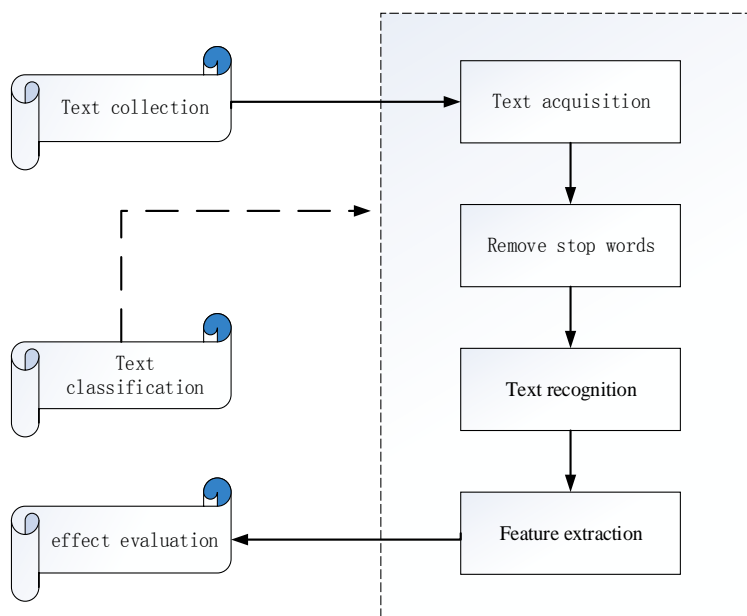 Text collection
Text acquisition
Remove stop words
Text
classification
Text recognition
effect evaluation
Feature extraction